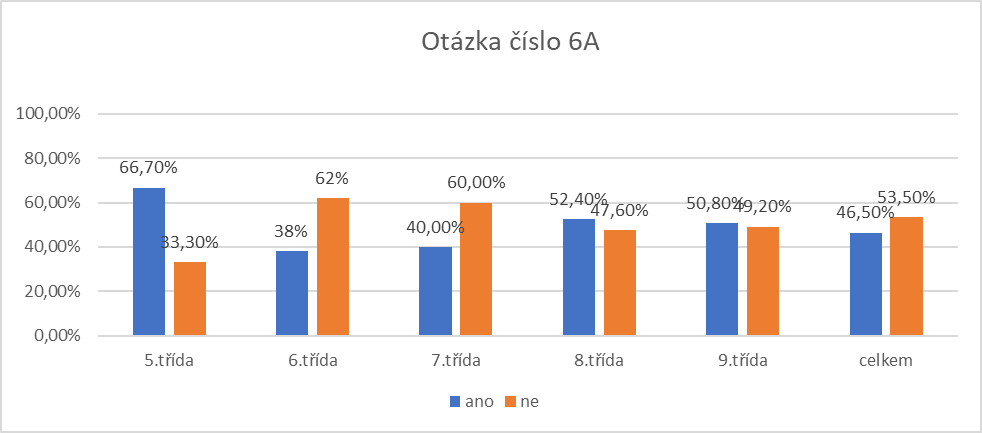 Otázka číslo 6A
100,00%
80,00%
60,00%
40,00%
20,00%
0,00%
66,70%
33,30%
38%
62%
40,00%
60,00%
52,40%
47,60%
50,80%
49,20%
46,50%
53,50%
5.třída
6.třída
7.třída
8.třída
9.třída
celkem
ano
ne